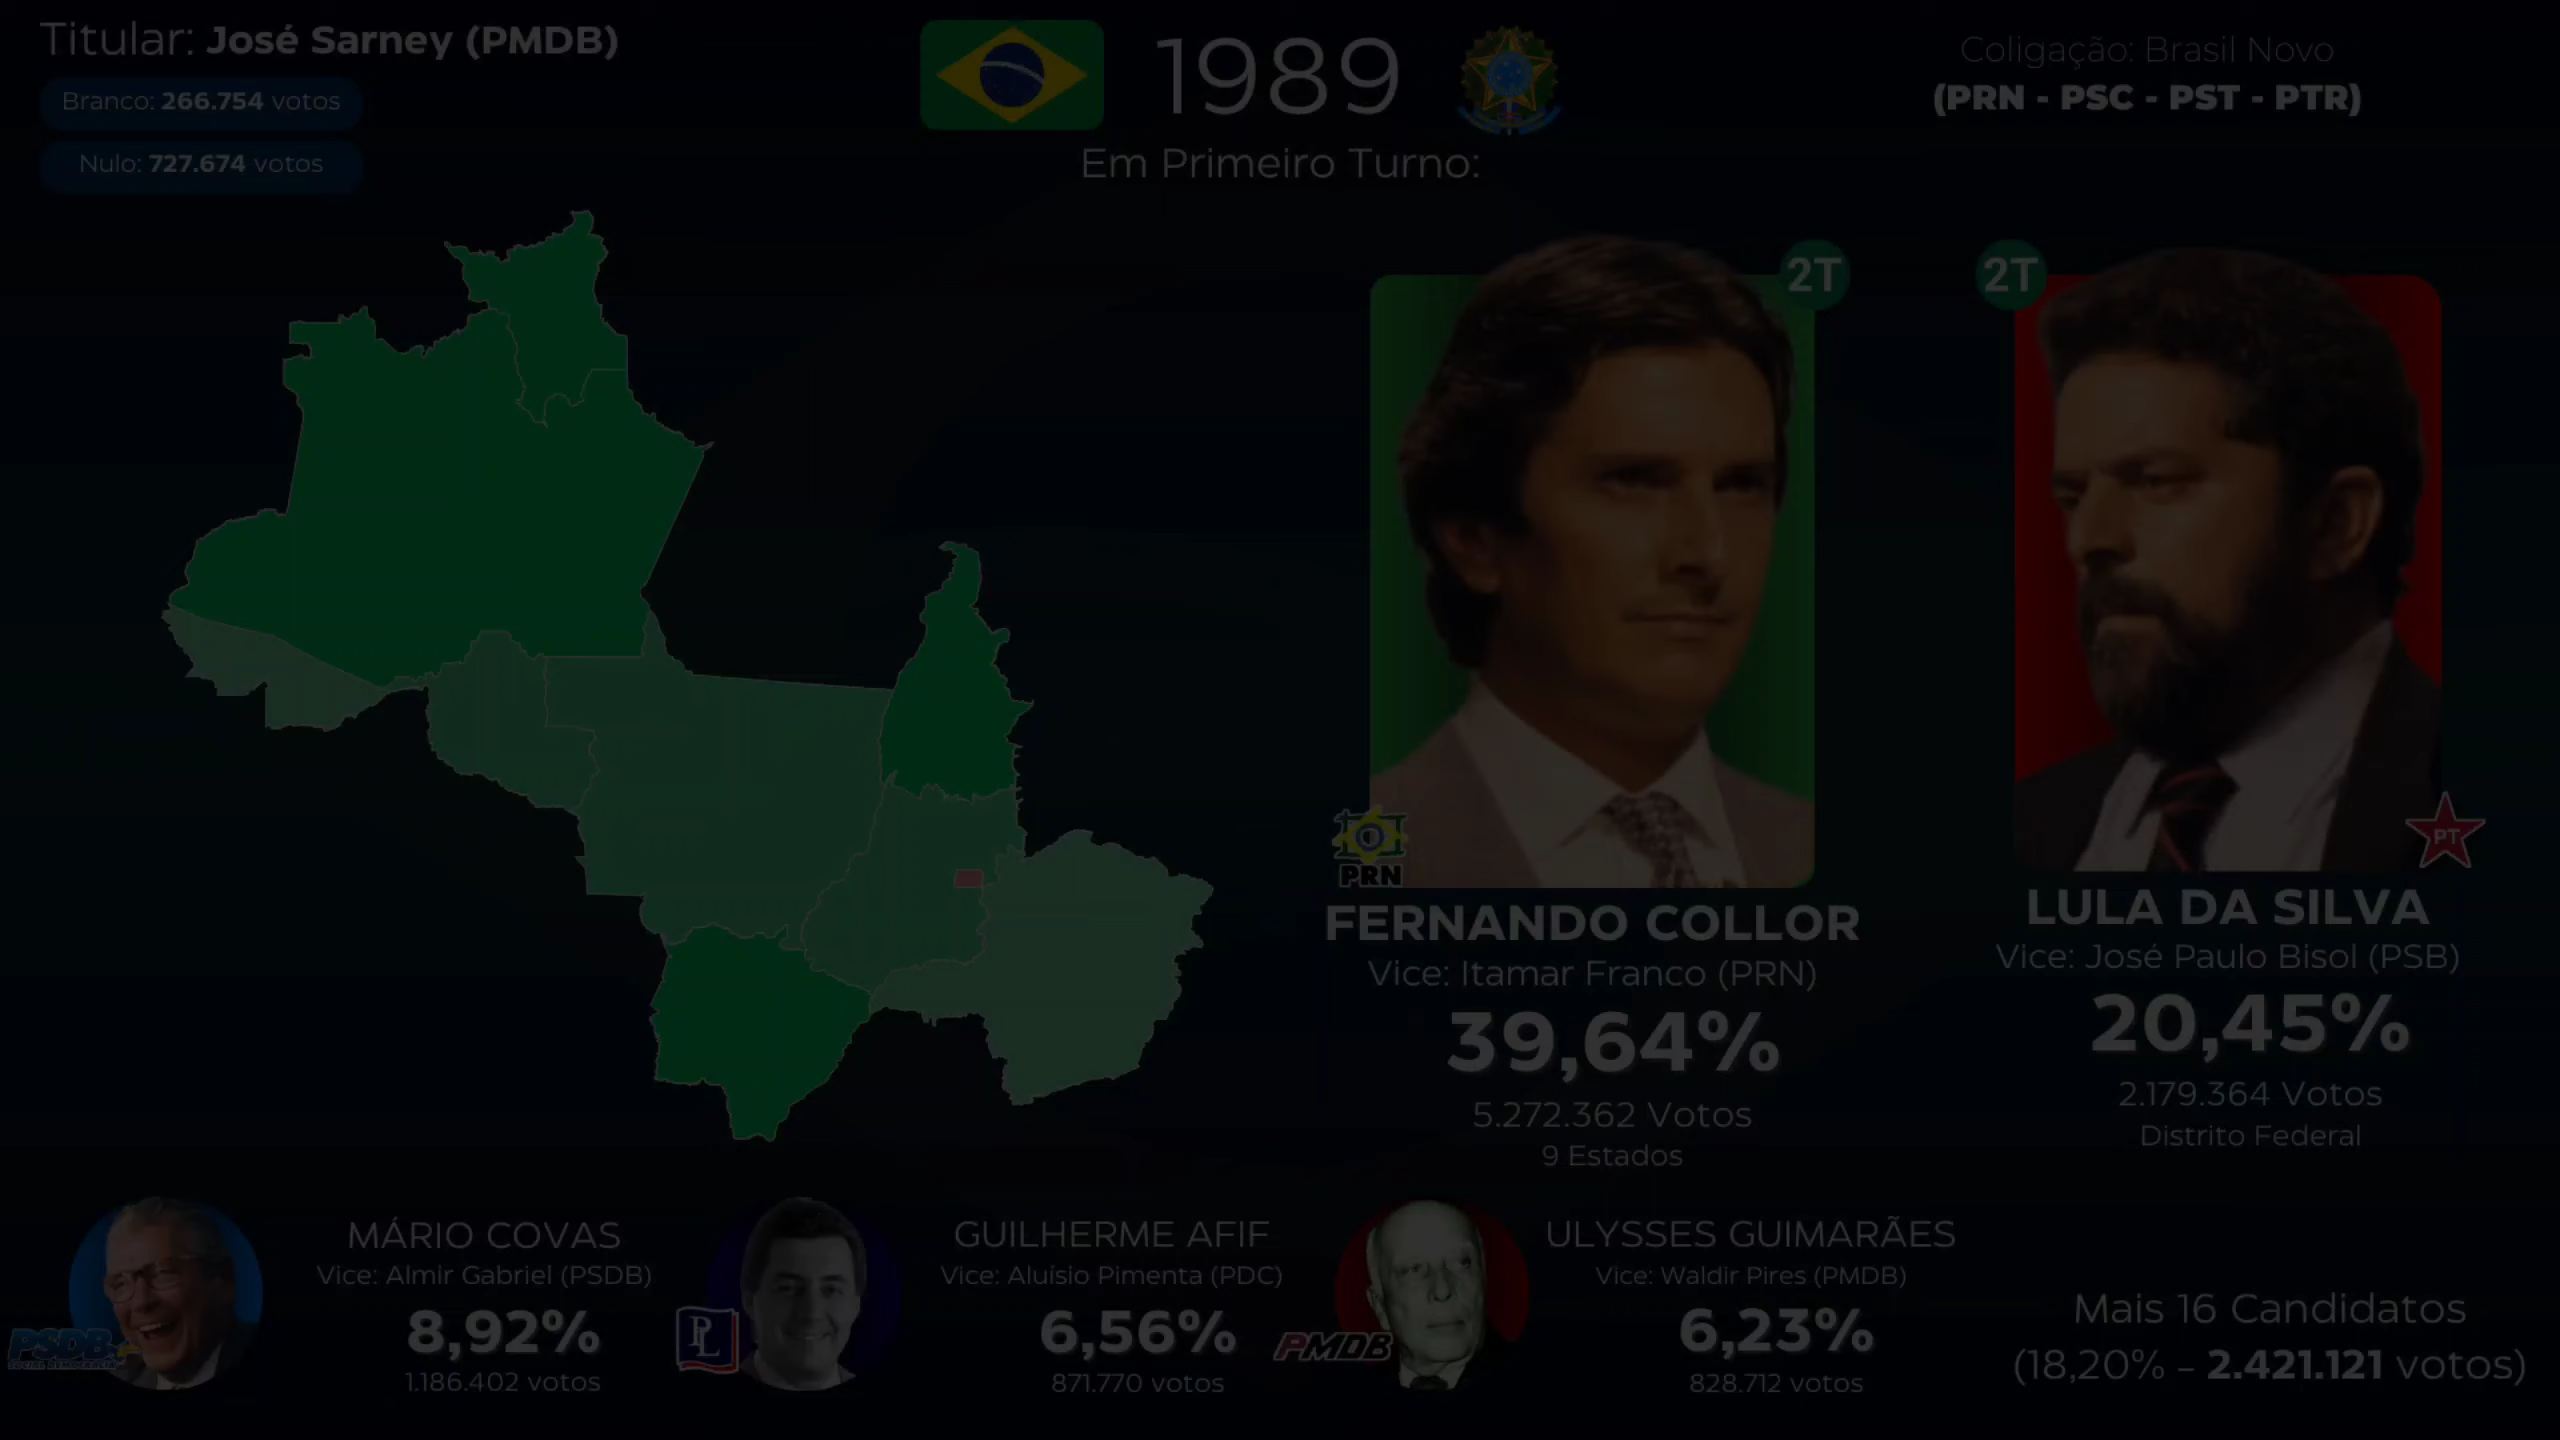 Titular: José Sarney (PMDB)
Branco: 266.754 votos
Nulo: 727.674 votos
1989
Em Primeiro Turno:
Coligação: Brasil Novo
(PRN - PSC - PST - PTR)
2T
2T
PRN
PT
FERNANDO COLLOR
Vice: Itamar Franco (PRN)
39,64%
5.272.362 Votos
9 Estados
LULA DA SILVA
Vice: José Paulo Bisol (PSB)
20,45%
2.179.364 Votos
Distrito Federal
PSDB
SOCIAL DEMOCRACIA
MÁRIO COVAS
Vice: Almir Gabriel (PSDB)
8,92%
1.186.402 votos
PL
GUILHERME AFIF
Vice: Aluísio Pimenta (PDC)
6,56%
871.770 votos
PMDB
ULYSSES GUIMARÃES
Vice: Waldir Pires (PMDB)
6,23%
828.712 votos
Mais 16 Candidatos
(18,20% - 2.421.121 votos)